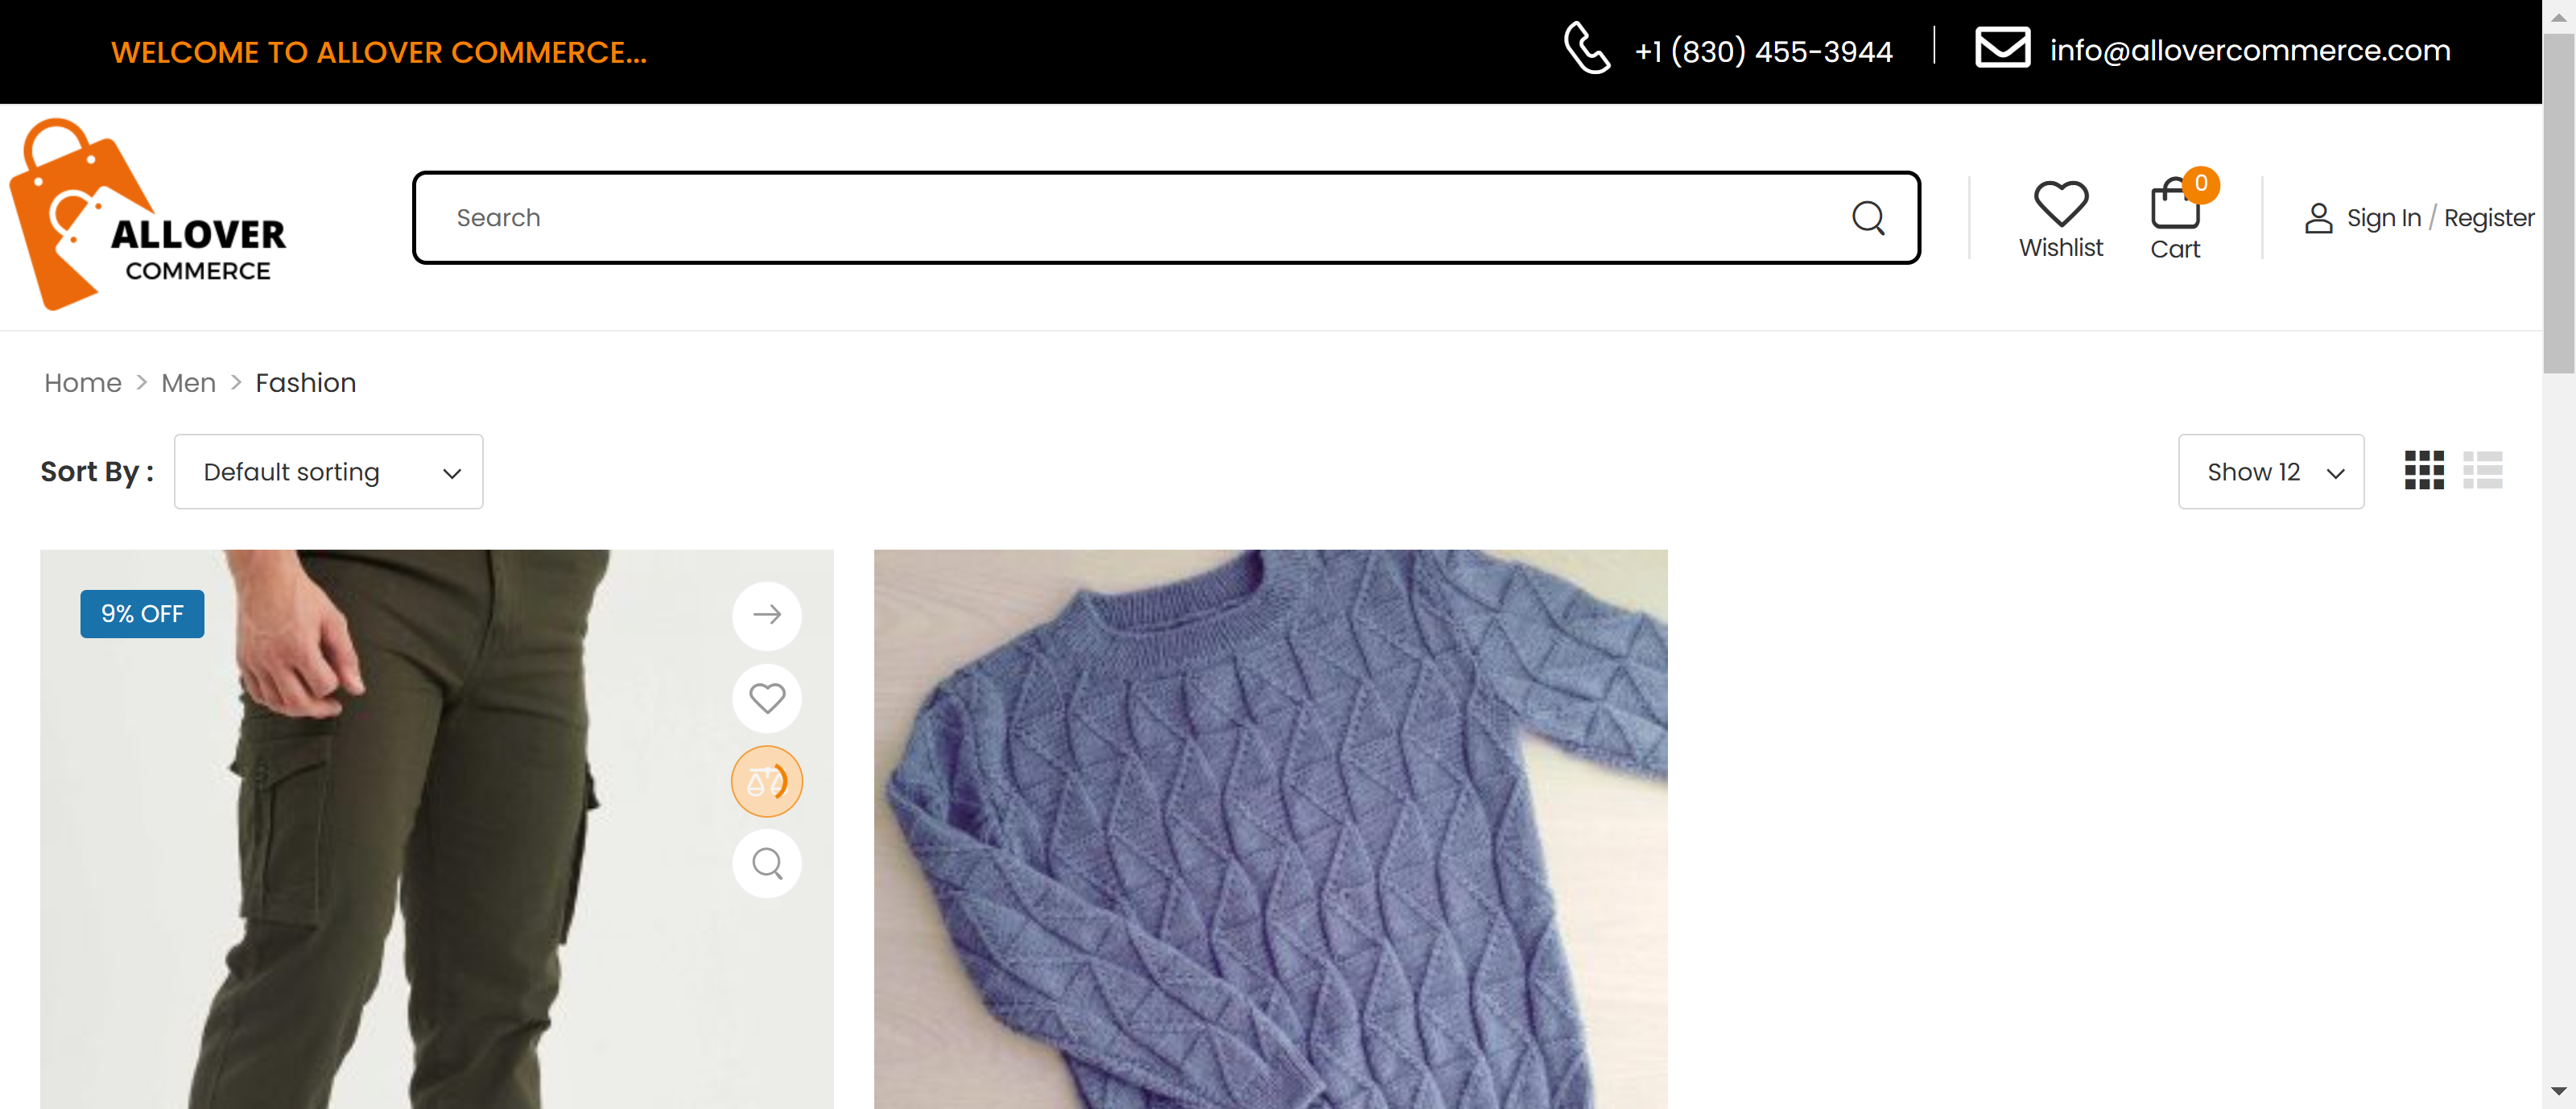 WELCOME TO ALLOVER COMMERCE...
+1 (830) 455-3944
info@allovercommerce.com
ALLOVER
COMMERCE
Search
Wishlist
0
Cart
Sign In / Register
Home > Men > Fashion
Sort By :
Default sorting
Show 12
9% OFF